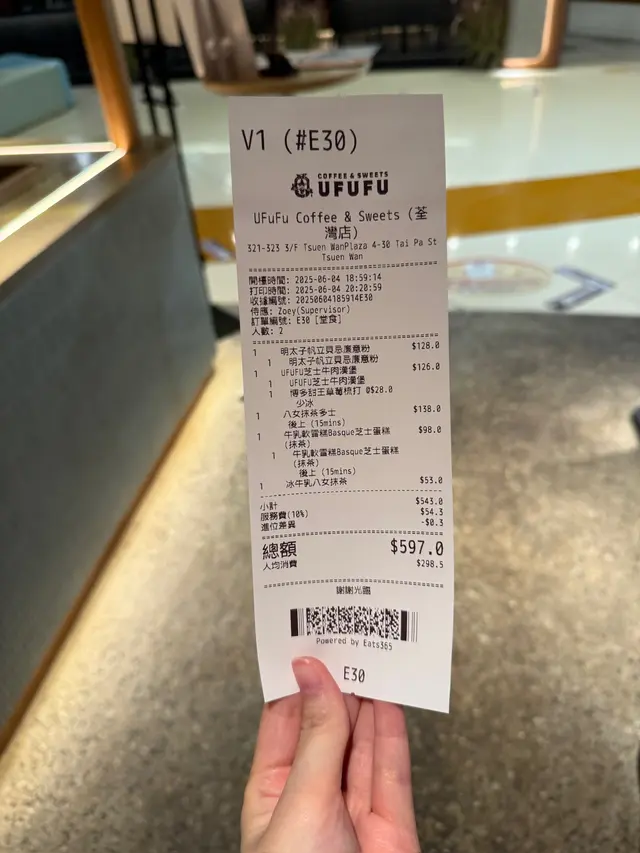 V1 (#E30)
COFFEE & SWEETS
UFUFU
UFuFu Coffee & Sweets (荃
灣店)
321-323 3/F Tsuen WanPlaza 4-30 Tai Pa St
Tsuen Wan
開檯時間: 2025-06-04 18:59:14
打印時間: 2025-06-04 20:28:59
收據編號: 20250604185914E30
侍應: Zoey(Supervisor)
訂單編號: E30 [堂食]
人數: 2
1 明太子帆立貝忌廉意粉 $128.0
1 明太子帆立貝忌廉意粉
1 UFUFU芝士牛肉漢堡 $126.0
1 UFUFU芝士牛肉漢堡
1 博多甜王草莓梳打 @$28.0
少冰
1 八女抹茶多士 $138.0
後上 (15mins)
1 牛乳軟雪糕Basque芝士蛋糕 $98.0
(抹茶)
1 牛乳軟雪糕Basque芝士蛋糕
(抹茶)
後上 (15mins)
1 冰牛乳八女抹茶 $53.0
小計 $543.0
服務費(10%) $54.3
進位差異 -$0.3
總額 $597.0
人均消費 $298.5
謝謝光臨
Powered by Eats365
E30